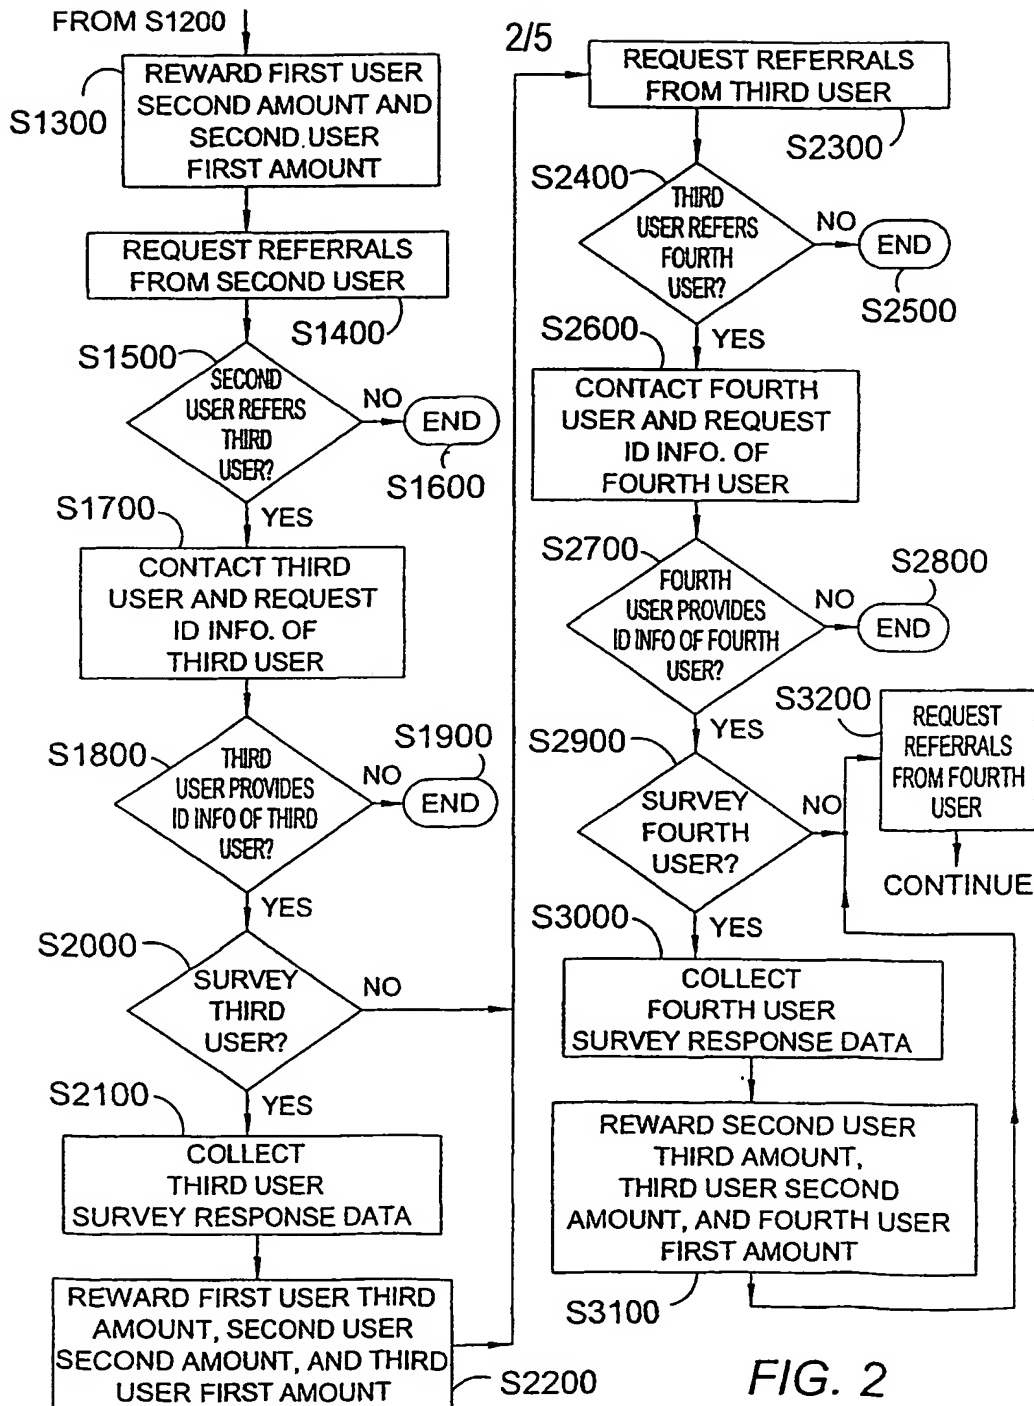 FROM S1200
2/5
S1300
REWARD FIRST USER
SECOND AMOUNT AND
SECOND USER
FIRST AMOUNT
REQUEST REFERRALS
FROM SECOND USER
S1400
S1500
SECOND
USER REFERS
THIRD
USER?
NO
END
S1600
YES
S1700
CONTACT THIRD
USER AND REQUEST
ID INFO. OF
THIRD USER
S1800
THIRD
USER PROVIDES
ID INFO OF THIRD
USER?
NO
S1900
END
YES
S2000
SURVEY
THIRD
USER?
NO
YES
S2100
COLLECT
THIRD USER
SURVEY RESPONSE DATA
REWARD FIRST USER THIRD
AMOUNT, SECOND USER
SECOND AMOUNT, AND THIRD
USER FIRST AMOUNT
S2200
REQUEST REFERRALS
FROM THIRD USER
S2300
S2400
THIRD
USER REFERS
FOURTH
USER?
NO
END
S2500
YES
S2600
CONTACT FOURTH
USER AND REQUEST
ID INFO. OF
FOURTH USER
S2700
FOURTH
USER PROVIDES
ID INFO OF FOURTH
USER?
NO
S2800
END
YES
S2900
SURVEY
FOURTH
USER?
NO
S3200
REQUEST
REFERRALS
FROM FOURTH
USER
CONTINUE
YES
S3000
COLLECT
FOURTH USER
SURVEY RESPONSE DATA
REWARD SECOND USER
THIRD AMOUNT,
THIRD USER SECOND
AMOUNT, AND FOURTH USER
FIRST AMOUNT
S3100
FIG. 2